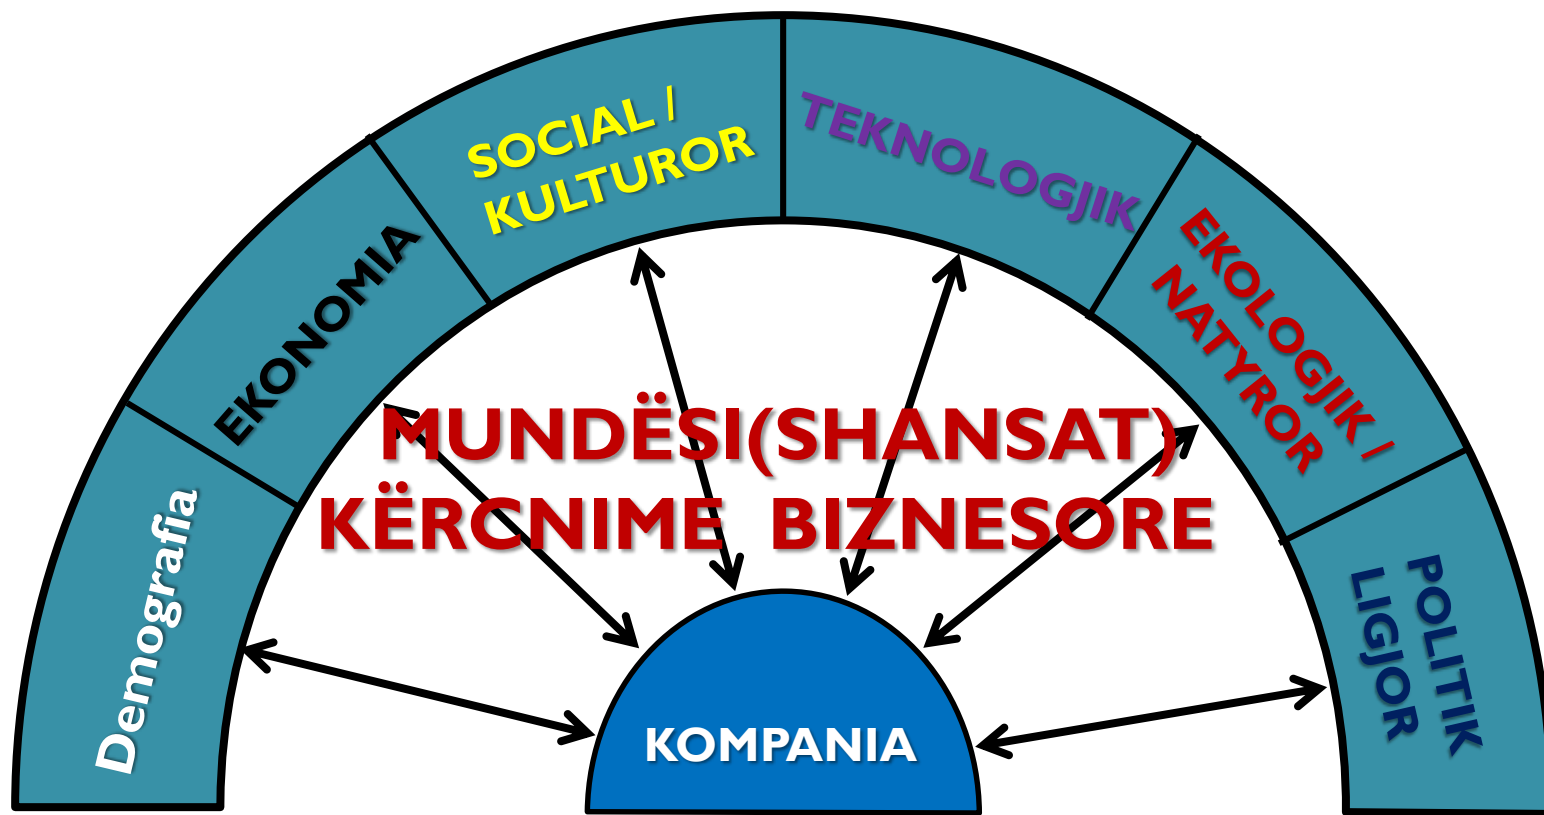 SOCIAL /
KULTUROR
TEKNOLOGJIK
EKONOMIA
EKOLOGJIK /
NATYROR
Demografia
POLITIK
LIGJOR
MUNDËSI(SHANSAT)
KËRCNIME BIZNESORE
KOMPANIA